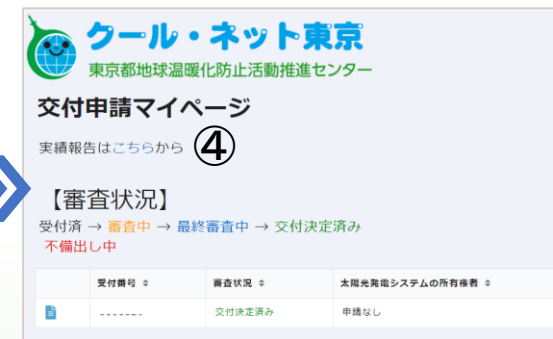 クール・ネット東京
東京都地球温暖化防止活動推進センター
交付申請マイページ
実績報告はこちらから ④
【審査状況】
受付済 → 審査中 → 最終審査中 → 交付決定済み
不備出し中
受付番号 審査状況 太陽光発電システムの所有権者
------- 交付決定済み 申請なし